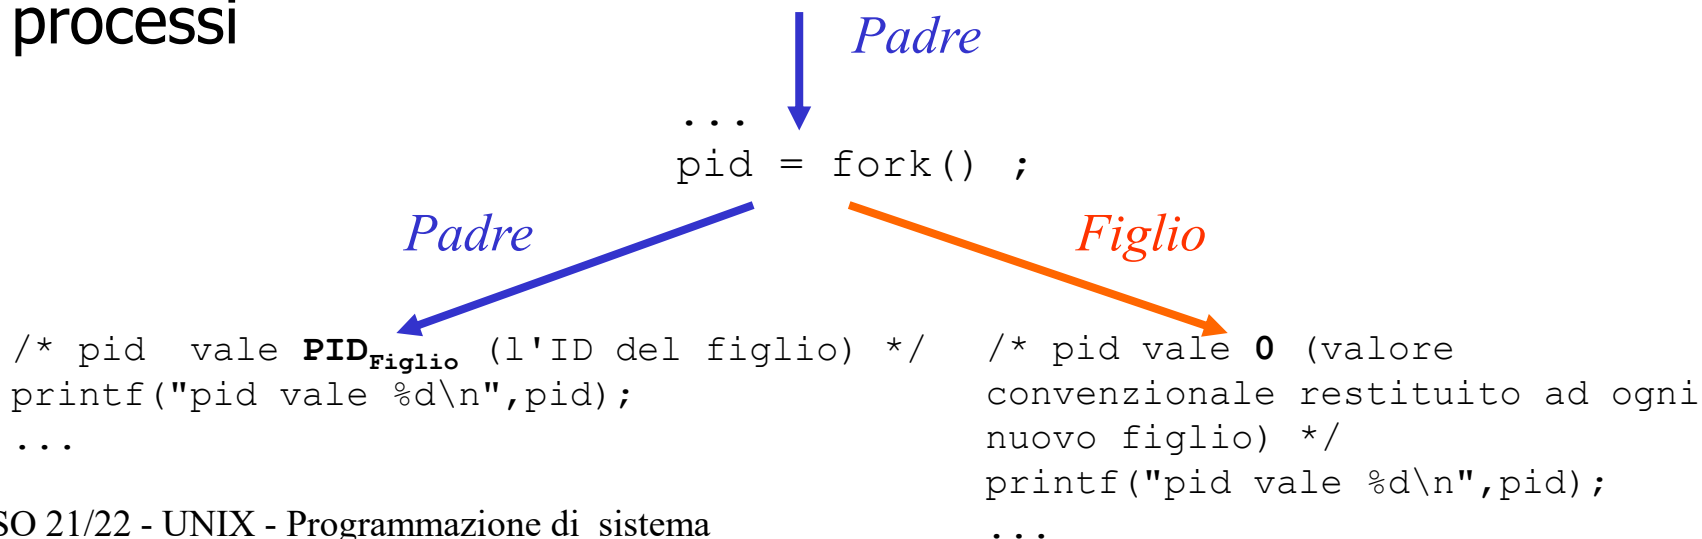 processi
Padre
...
pid = fork() ;
Padre
Figlio
/* pid vale PIDFiglio (l'ID del figlio) */
printf("pid vale %d\n",pid);
...
/* pid vale 0 (valore
convenzionale restituito ad ogni
nuovo figlio) */
printf("pid vale %d\n",pid);
...
SO 21/22 - UNIX - Programmazione di sistema